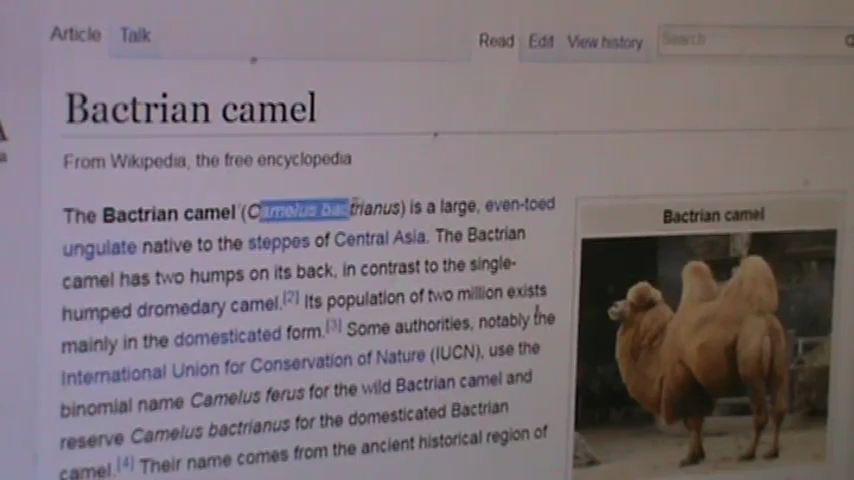 Article Talk
Read Edit View history Search
Bactrian camel
From Wikipedia, the free encyclopedia
The Bactrian camel (Camelus bactrianus) is a large, even-toed
ungulate native to the steppes of Central Asia. The Bactrian
camel has two humps on its back, in contrast to the single-
humped dromedary camel.[2] Its population of two million exists
mainly in the domesticated form.[3] Some authorities, notably the
International Union for Conservation of Nature (IUCN), use the
binomial name Camelus ferus for the wild Bactrian camel and
reserve Camelus bactrianus for the domesticated Bactrian
camel.[4] Their name comes from the ancient historical region of
Bactrian camel